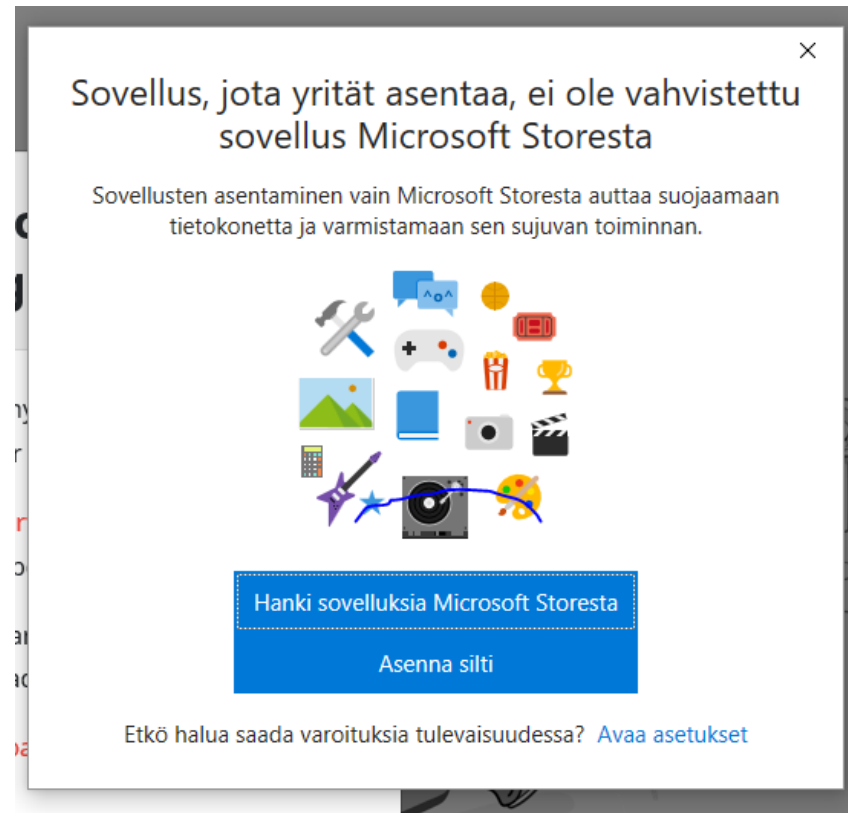 Sovellus, jota yrität asentaa, ei ole vahvistettu
sovellus Microsoft Storesta
Sovellusten asentaminen vain Microsoft Storesta auttaa suojaamaan
tietokonetta ja varmistamaan sen sujuvan toiminnan.
^o^
Hanki sovelluksia Microsoft Storesta
Asenna silti
Etkö halua saada varoituksia tulevaisuudessa? Avaa asetukset